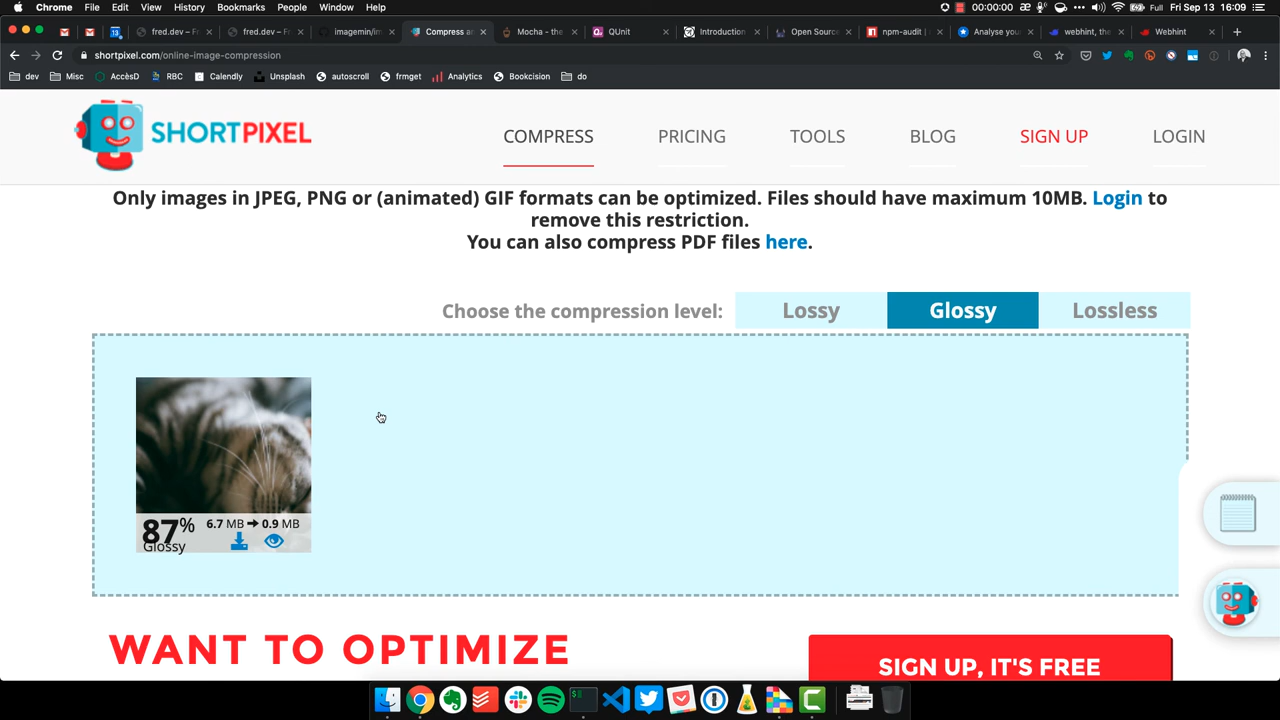 Chrome File Edit View History Bookmarks People Window Help 00:00:00 Full Fri Sep 13 16:09
fred.dev – F fred.dev – F imagemin/im Compress a Mocha - the QUnit Introduction Open Sourc npm-audit | Analyse your webhint, the Webhint
shortpixel.com/online-image-compression
dev Misc AccèsD RBC Calendly Unsplash autoscroll frmget Analytics Bookcision do
SHORTPIXEL COMPRESS PRICING TOOLS BLOG SIGN UP LOGIN
Only images in JPEG, PNG or (animated) GIF formats can be optimized. Files should have maximum 10MB. Login to
remove this restriction.
You can also compress PDF files here.
Choose the compression level: Lossy Glossy Lossless
87% 6.7 MB → 0.9 MB
Glossy
WANT TO OPTIMIZE
SIGN UP, IT'S FREE